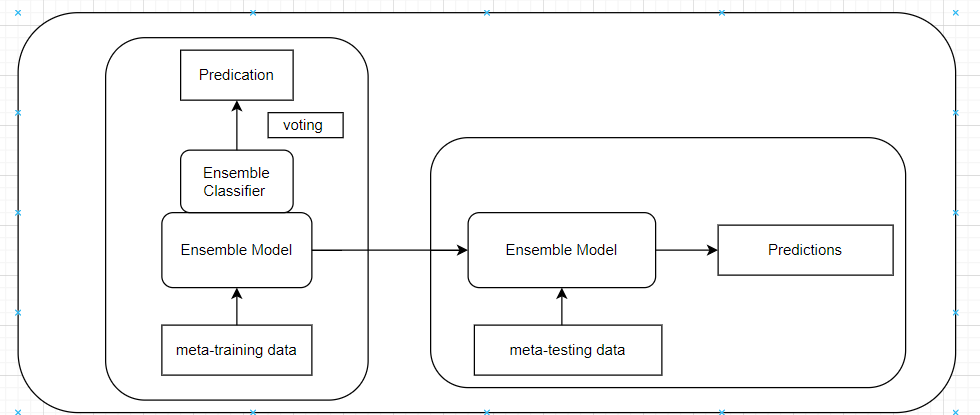 Predication
voting
Ensemble
Classifier
Ensemble Model
meta-training data
Ensemble Model
Predictions
meta-testing data